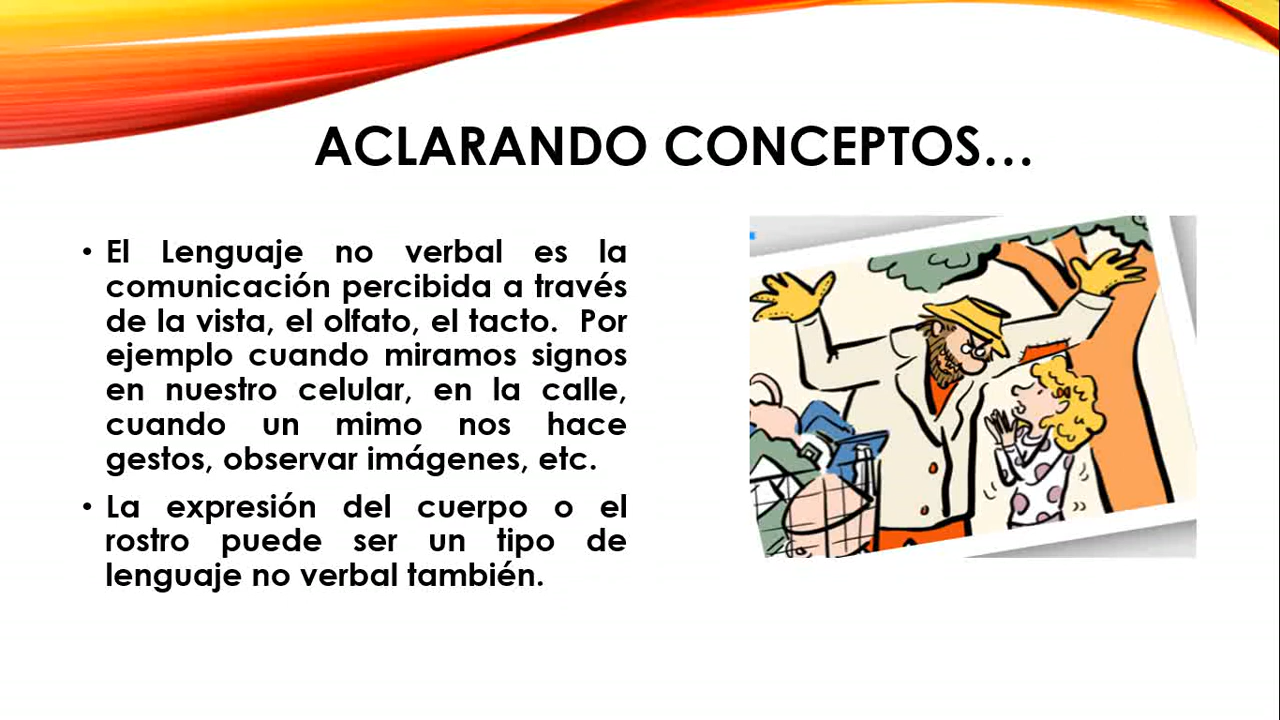 ACLARANDO CONCEPTOS...
• El Lenguaje no verbal es la
comunicación percibida a través
de la vista, el olfato, el tacto. Por
ejemplo cuando miramos signos
en nuestro celular, en la calle,
cuando un mimo nos hace
gestos, observar imágenes, etc.
• La expresión del cuerpo o el
rostro puede ser un tipo de
lenguaje no verbal también.